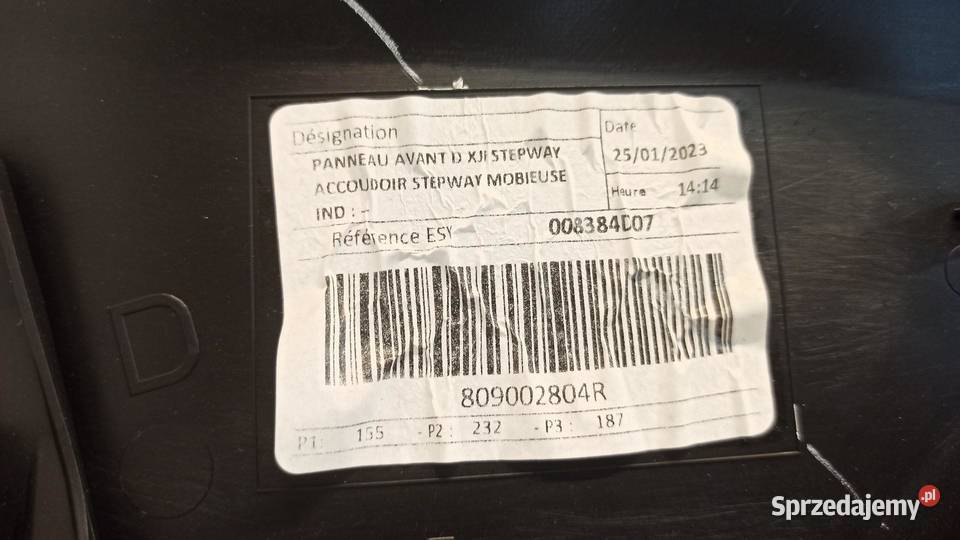 Désignation
PANNEAU AVANT D XJI STEPWAY
ACCOUDOIR STEPWAY MOBIEUSE
IND : -
Date
25/01/2023
Heure 14:14
Référence ESY 008384D07
809002804R
P1: 155 - P2 : 232 - P3 : 187
D
Sprzedajemy.pl